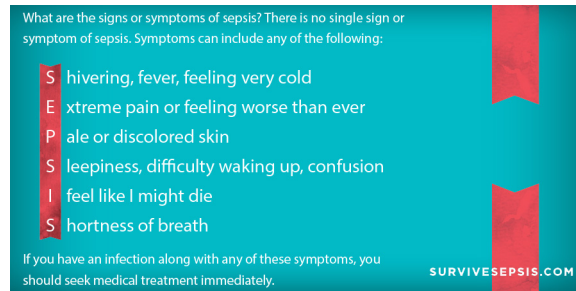 What are the signs or symptoms of sepsis? There is no single sign or
symptom of sepsis. Symptoms can include any of the following:
S hivering, fever, feeling very cold
E xtreme pain or feeling worse than ever
P ale or discolored skin
S leepiness, difficulty waking up, confusion
I feel like I might die
S hortness of breath
If you have an infection along with any of these symptoms, you
should seek medical treatment immediately.
SURVIVESEPSIS.COM